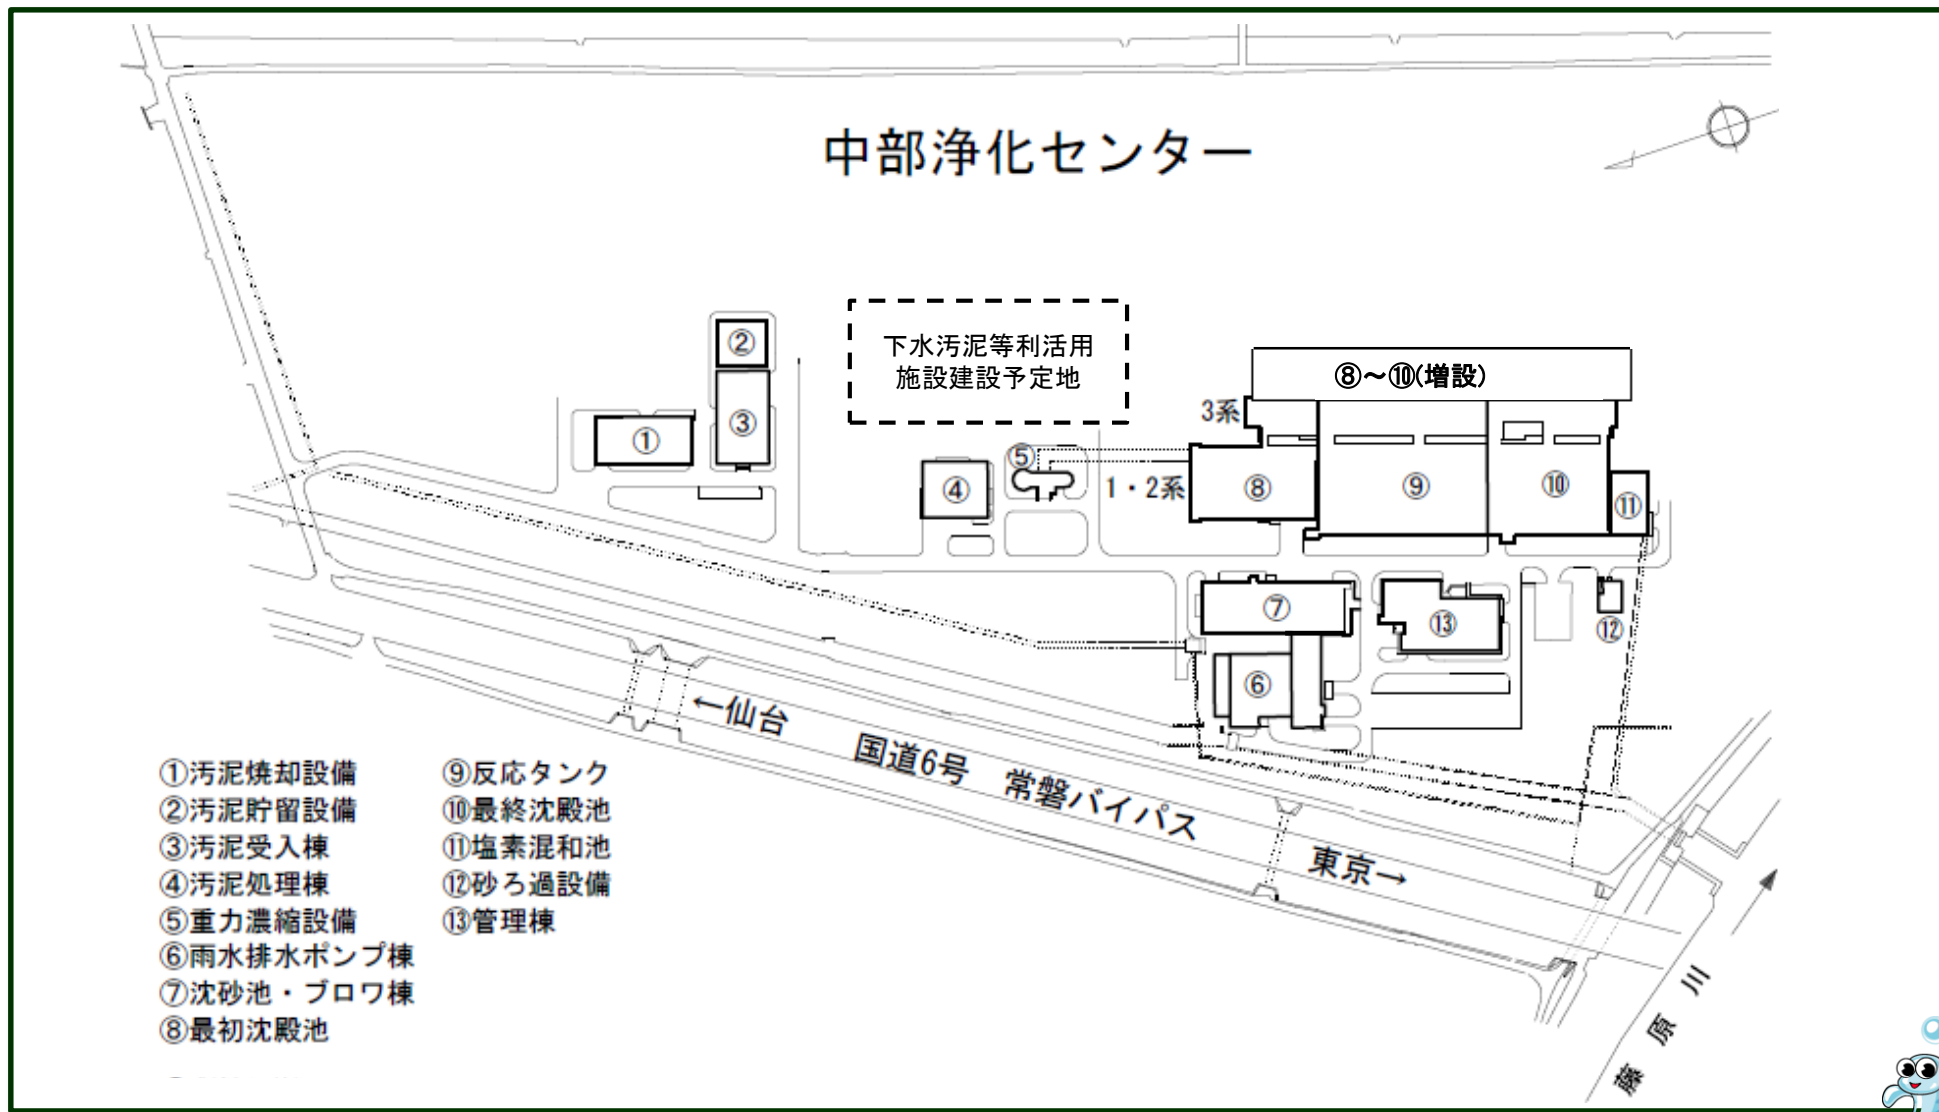 中部浄化センター
下水汚泥等利活用
施設建設予定地
⑧～⑩(増設)
3系
1・2系
①
②
③
④
⑤
⑧
⑨
⑩
⑪
⑦
⑬
⑫
⑥
←仙台
国道6号 常磐バイパス
東京→
藤原川
①汚泥焼却設備
②汚泥貯留設備
③汚泥受入棟
④汚泥処理棟
⑤重力濃縮設備
⑥雨水排水ポンプ棟
⑦沈砂池・ブロワ棟
⑧最初沈殿池
⑨反応タンク
⑩最終沈殿池
⑪塩素混和池
⑫砂ろ過設備
⑬管理棟